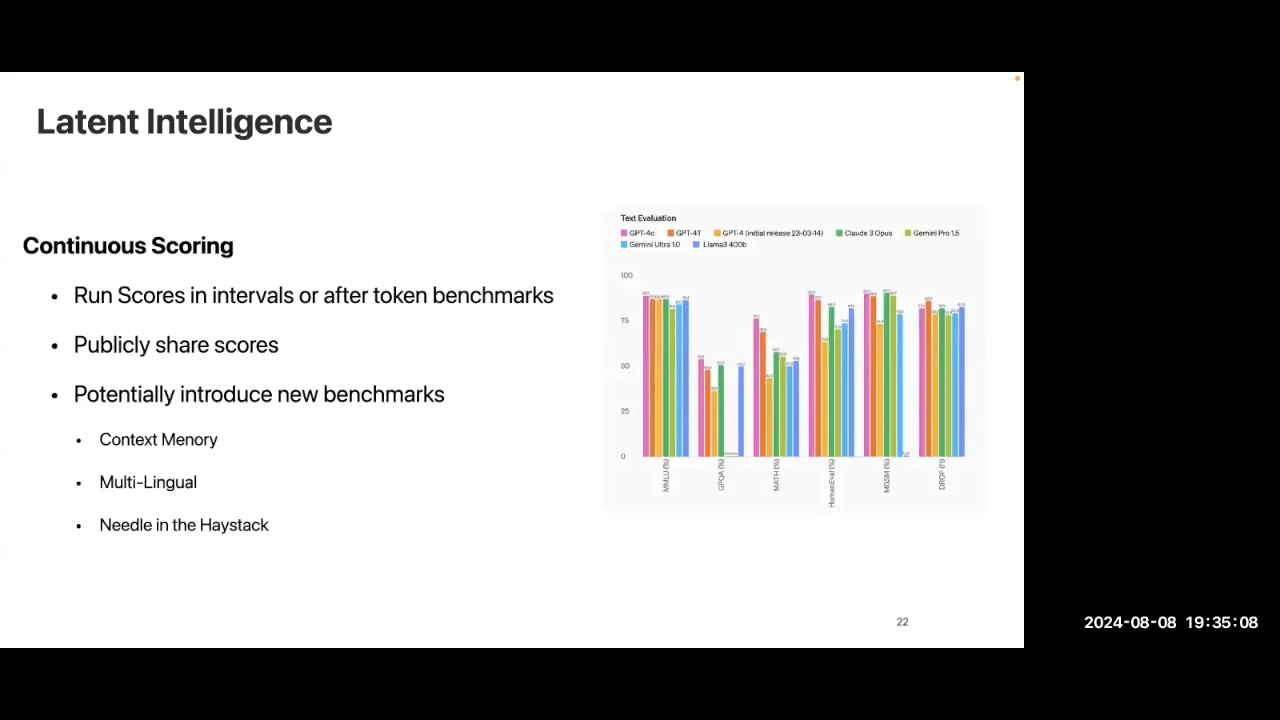 Latent Intelligence
Continuous Scoring
• Run Scores in intervals or after token benchmarks
• Publicly share scores
• Potentially introduce new benchmarks
• Context Menory
• Multi-Lingual
• Needle in the Haystack
Text Evaluation
GPT-4o GPT-4T GPT-4 (initial release 23-03-14) Claude 3 Opus Gemini Pro 1.5
Gemini Ultra 1.0 Llama3 400b
100
75
50
25
0
MMLU (%)
GPQA (%)
MATH (%)
HumanEval (%)
MGSM (%)
DROP (f1)
22
2024-08-08 19:35:08